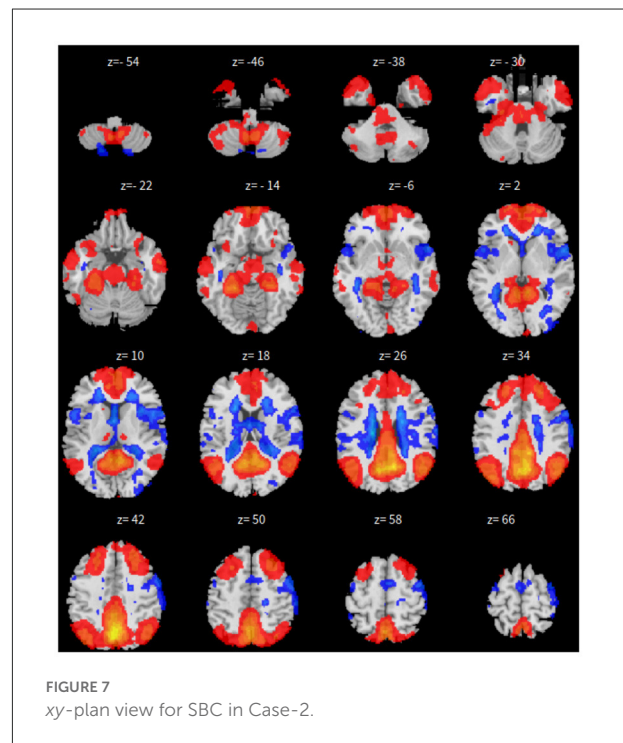 z=- 54 z=-46 z=-38 z= - 30
z=- 22 z= - 14 z= -6 z= 2
z= 10 z= 18 z= 26 z= 34
z= 42 z= 50 z= 58 z= 66
FIGURE 7
xy-plan view for SBC in Case-2.